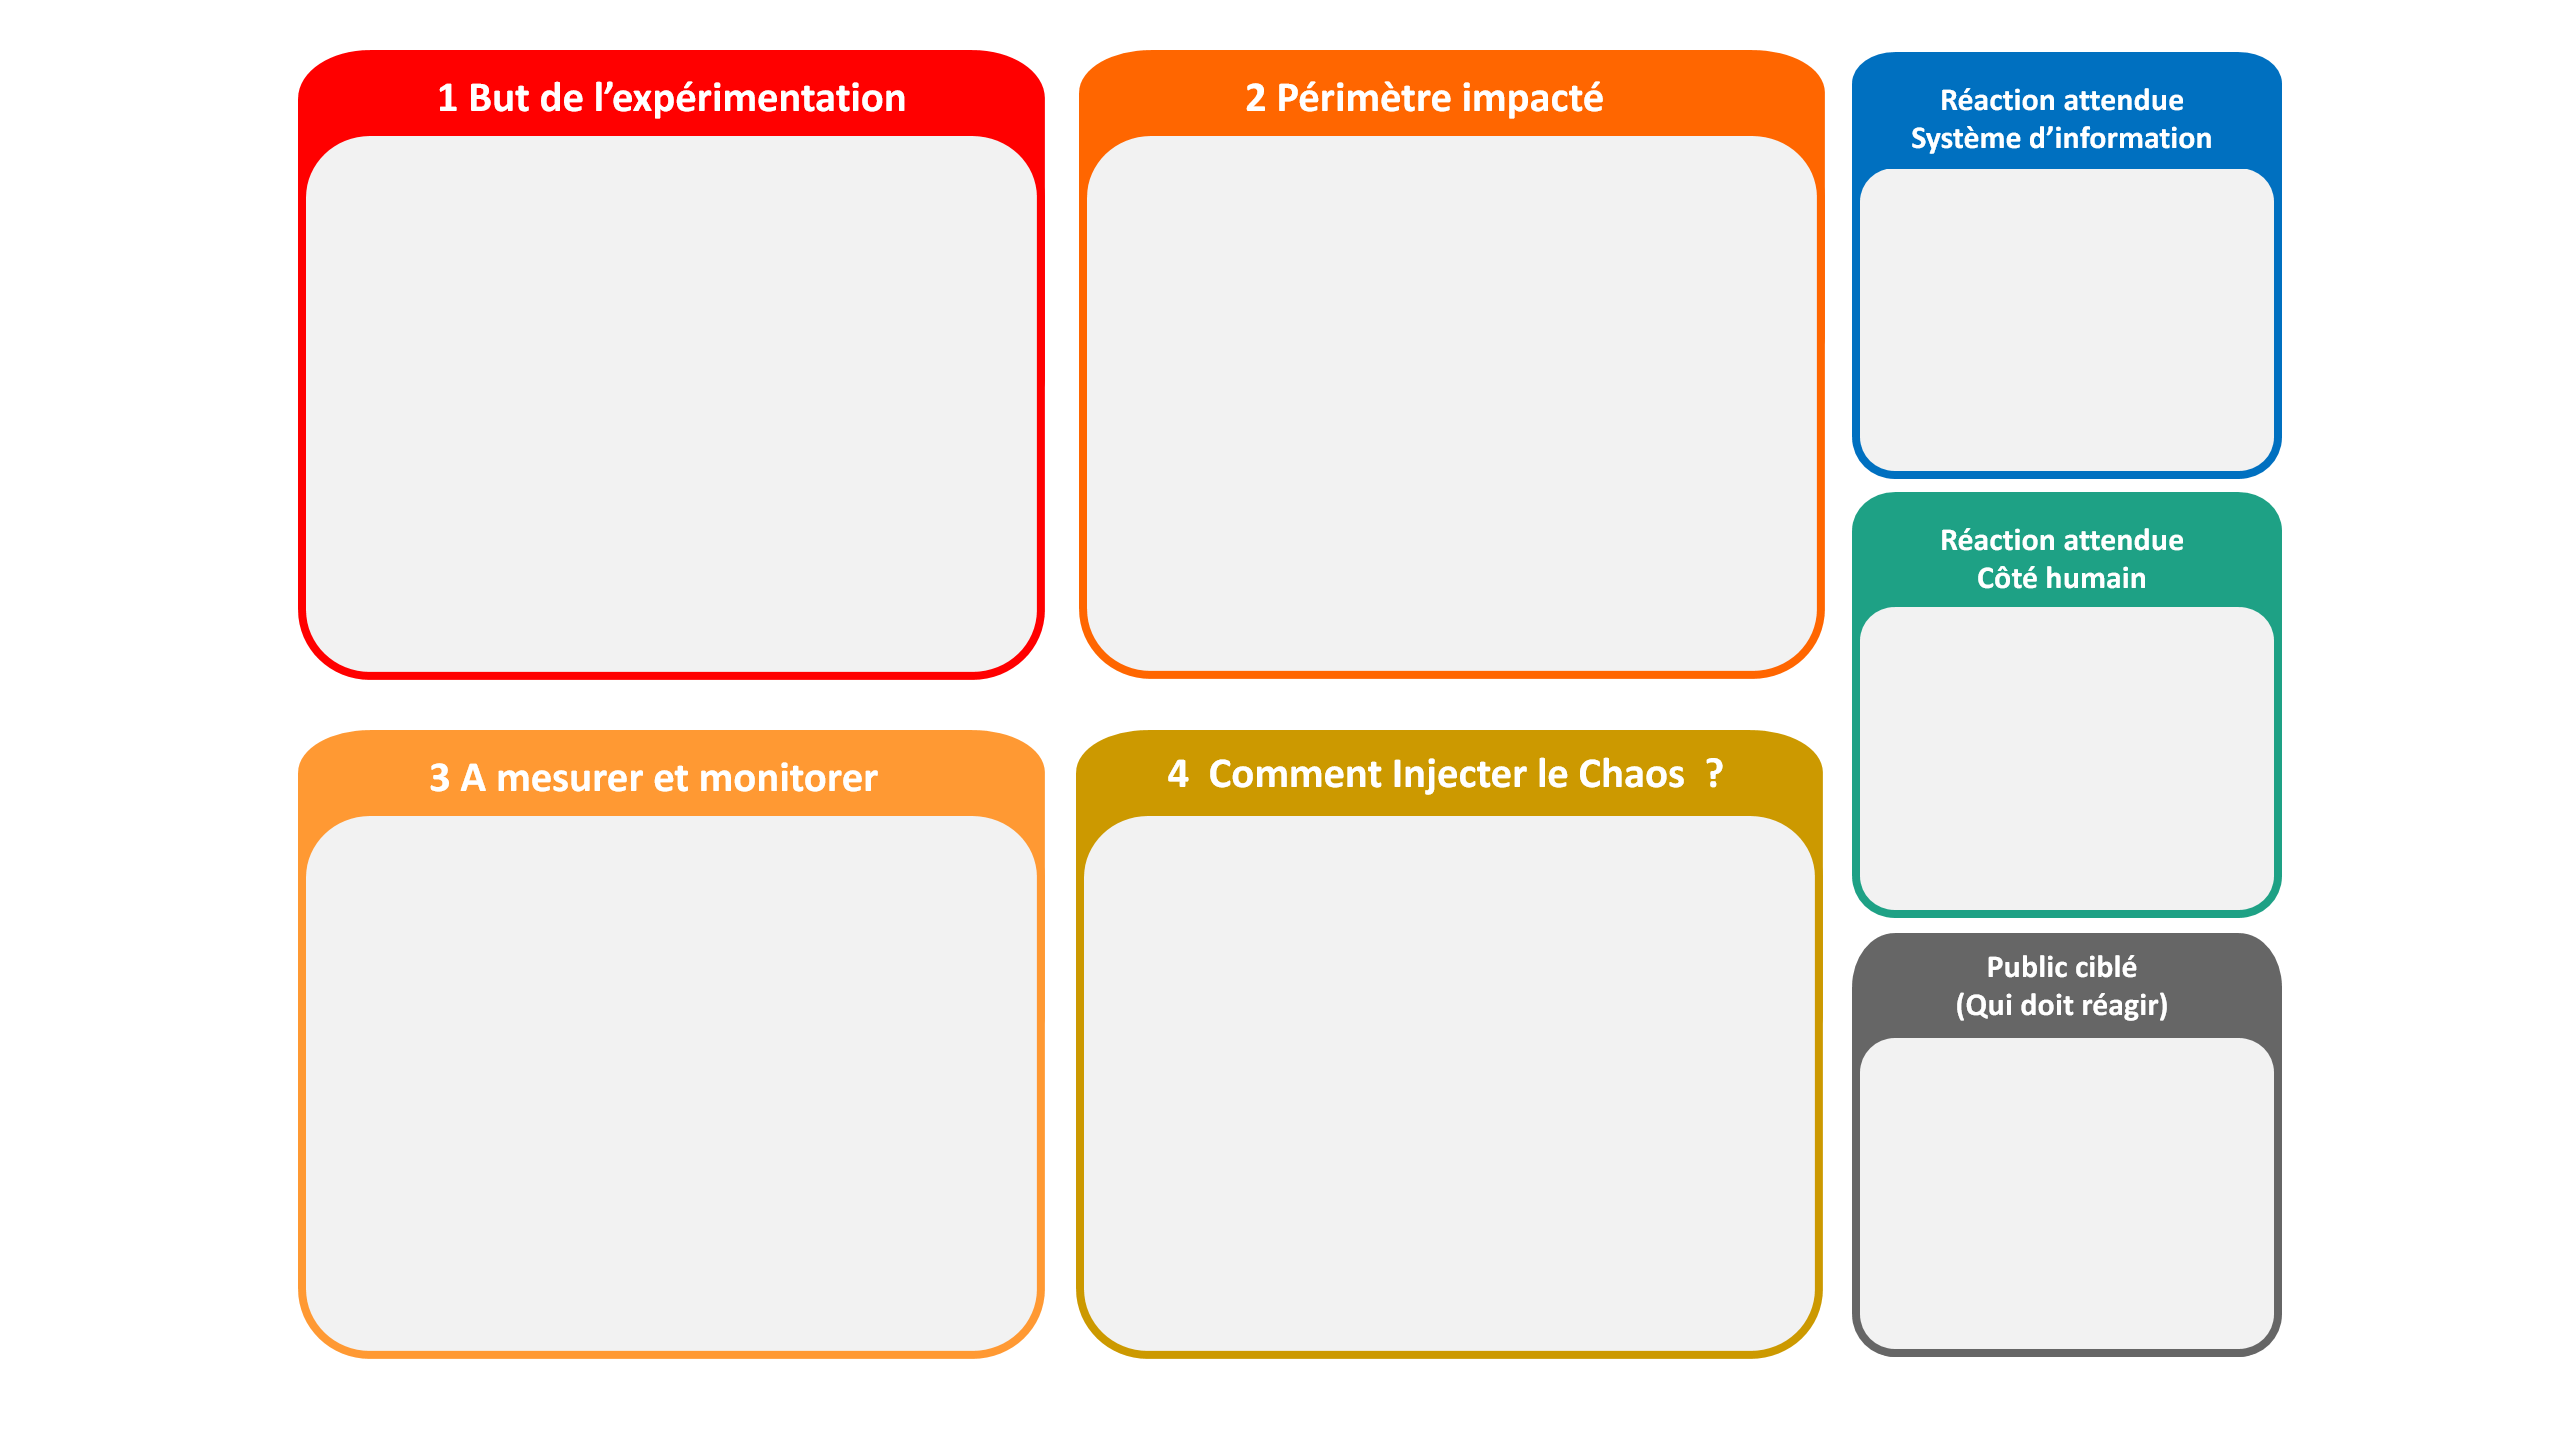 1 But de l’expérimentation
2 Périmètre impacté
Réaction attendue
Système d’information
Réaction attendue
Côté humain
3 A mesurer et monitorer
4  Comment Injecter le Chaos  ?
Public ciblé
(Qui doit réagir)